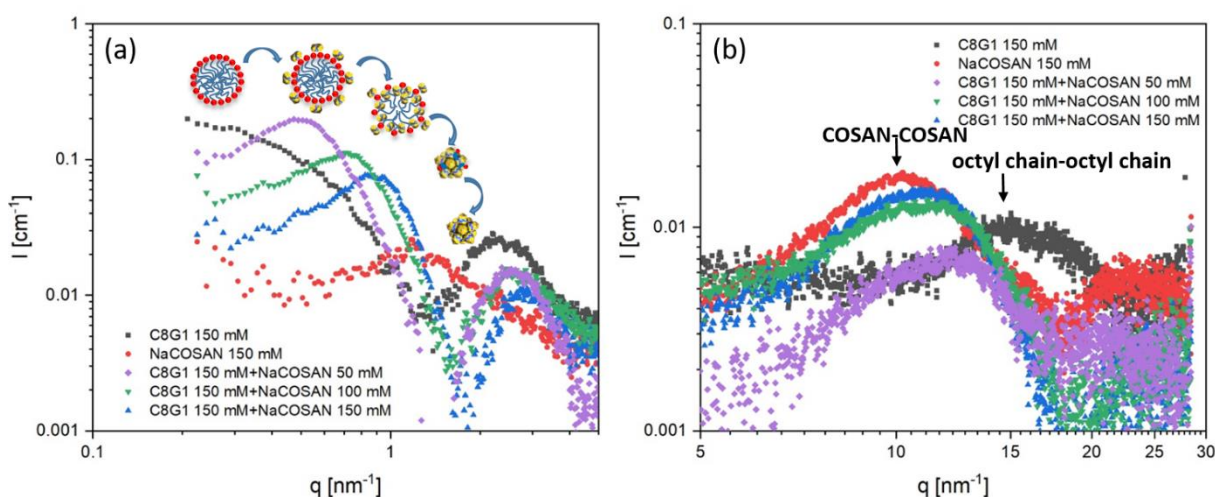 (a)
1
0.1
0.01
0.001
I [cm⁻¹]
C8G1 150 mM
NaCOSAN 150 mM
C8G1 150 mM+NaCOSAN 50 mM
C8G1 150 mM+NaCOSAN 100 mM
C8G1 150 mM+NaCOSAN 150 mM
0.1
1
q [nm⁻¹]
(b)
0.1
0.01
0.001
I [cm⁻¹]
C8G1 150 mM
NaCOSAN 150 mM
C8G1 150 mM+NaCOSAN 50 mM
C8G1 150 mM+NaCOSAN 100 mM
C8G1 150 mM+NaCOSAN 150 mM
COSAN-COSAN
octyl chain-octyl chain
5 10 15 20 25 30
q [nm⁻¹]